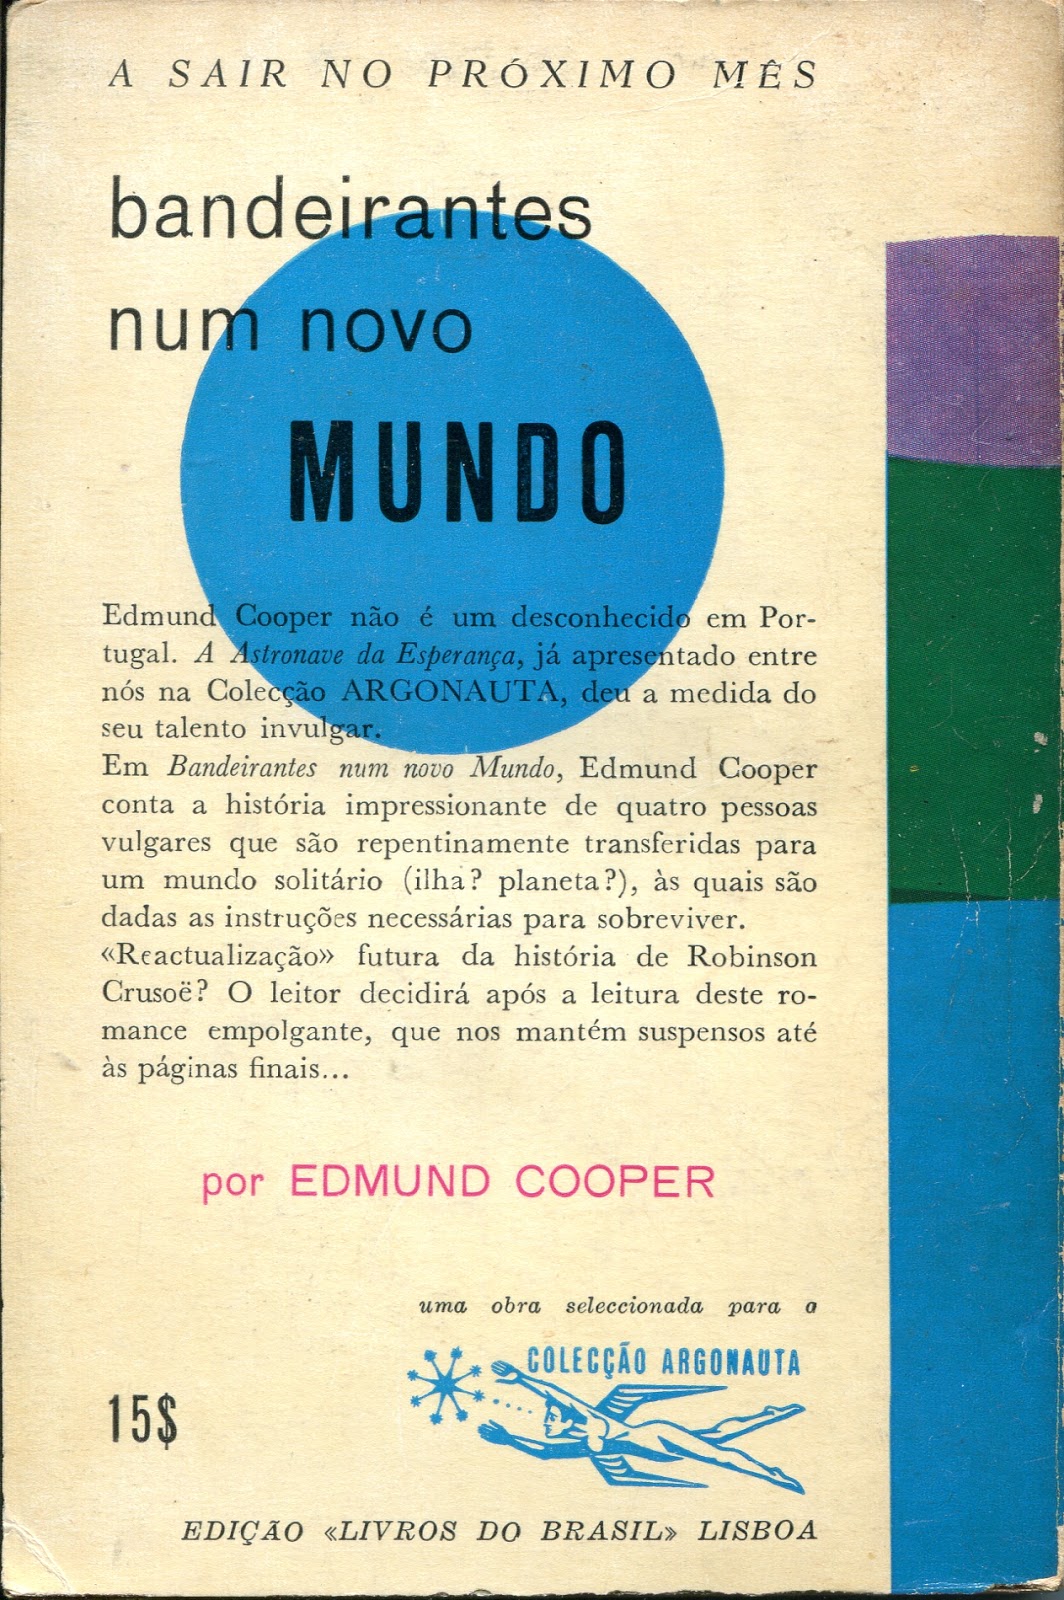 A SAIR NO PRÓXIMO MÊS
bandeirantes
num novo
MUNDO
Edmund Cooper não é um desconhecido em Por-
tugal. A Astronave da Esperança, já apresentado entre
nós na Colecção ARGONAUTA, deu a medida do
seu talento invulgar.
Em Bandeirantes num novo Mundo, Edmund Cooper
conta a história impressionante de quatro pessoas
vulgares que são repentinamente transferidas para
um mundo solitário (ilha? planeta?), às quais são
dadas as instruções necessárias para sobreviver.
«Reactualização» futura da história de Robinson
Crusoë? O leitor decidirá após a leitura deste ro-
mance empolgante, que nos mantém suspensos até
às páginas finais...
por EDMUND COOPER
uma obra seleccionada para a
COLECÇÃO ARGONAUTA
15$
EDIÇÃO «LIVROS DO BRASIL» LISBOA